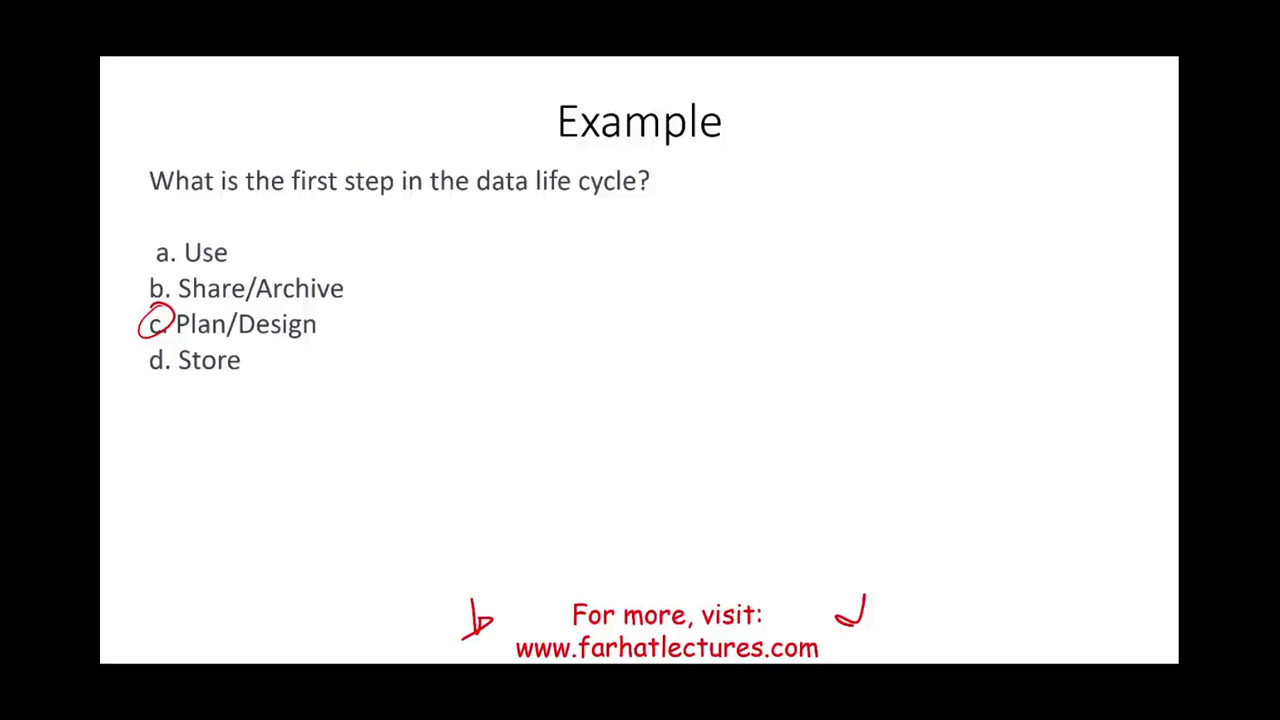 Example
What is the first step in the data life cycle?
a. Use
b. Share/Archive
c. Plan/Design
d. Store
For more, visit:
www.farhatlectures.com